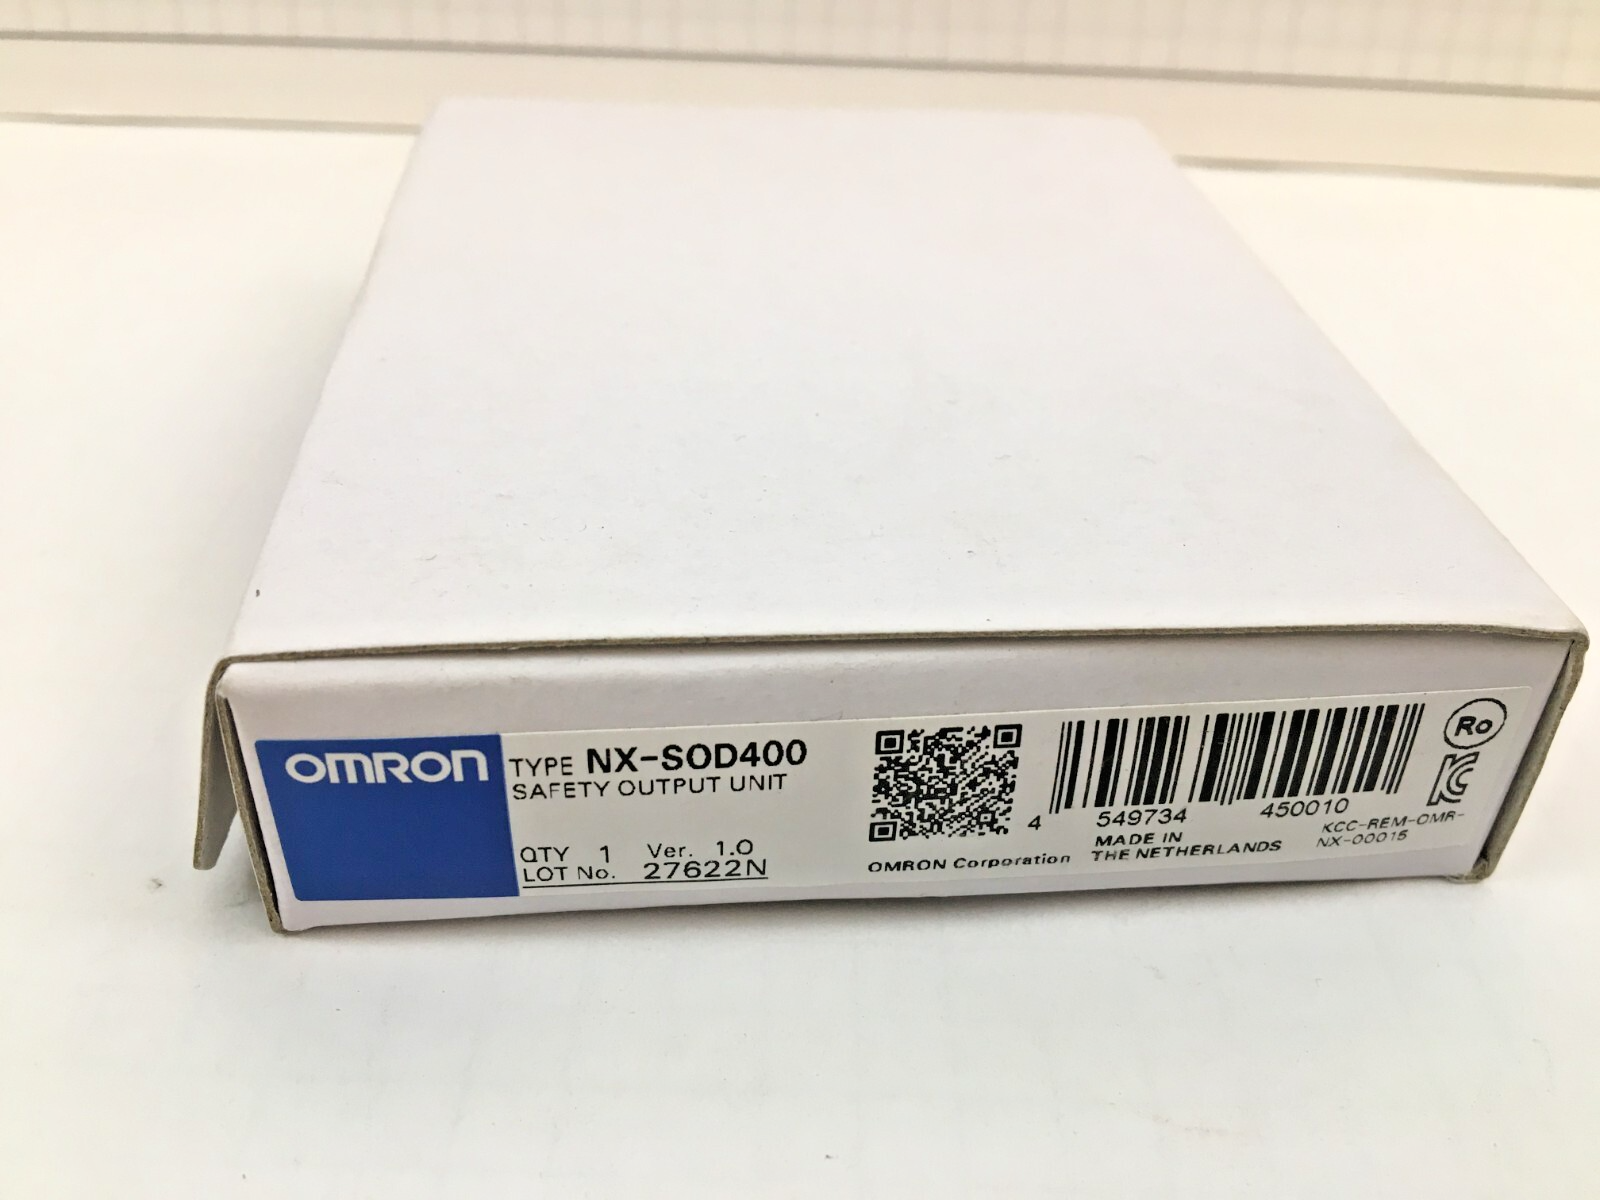 OMRON
TYPE NX-SOD400
SAFETY OUTPUT UNIT
QTY 1 Ver. 1.0
LOT No. 27622N
4 549734 450010
OMRON Corporation
MADE IN
THE NETHERLANDS
Ro
KC
KCC-REM-OMR-
NX-00015